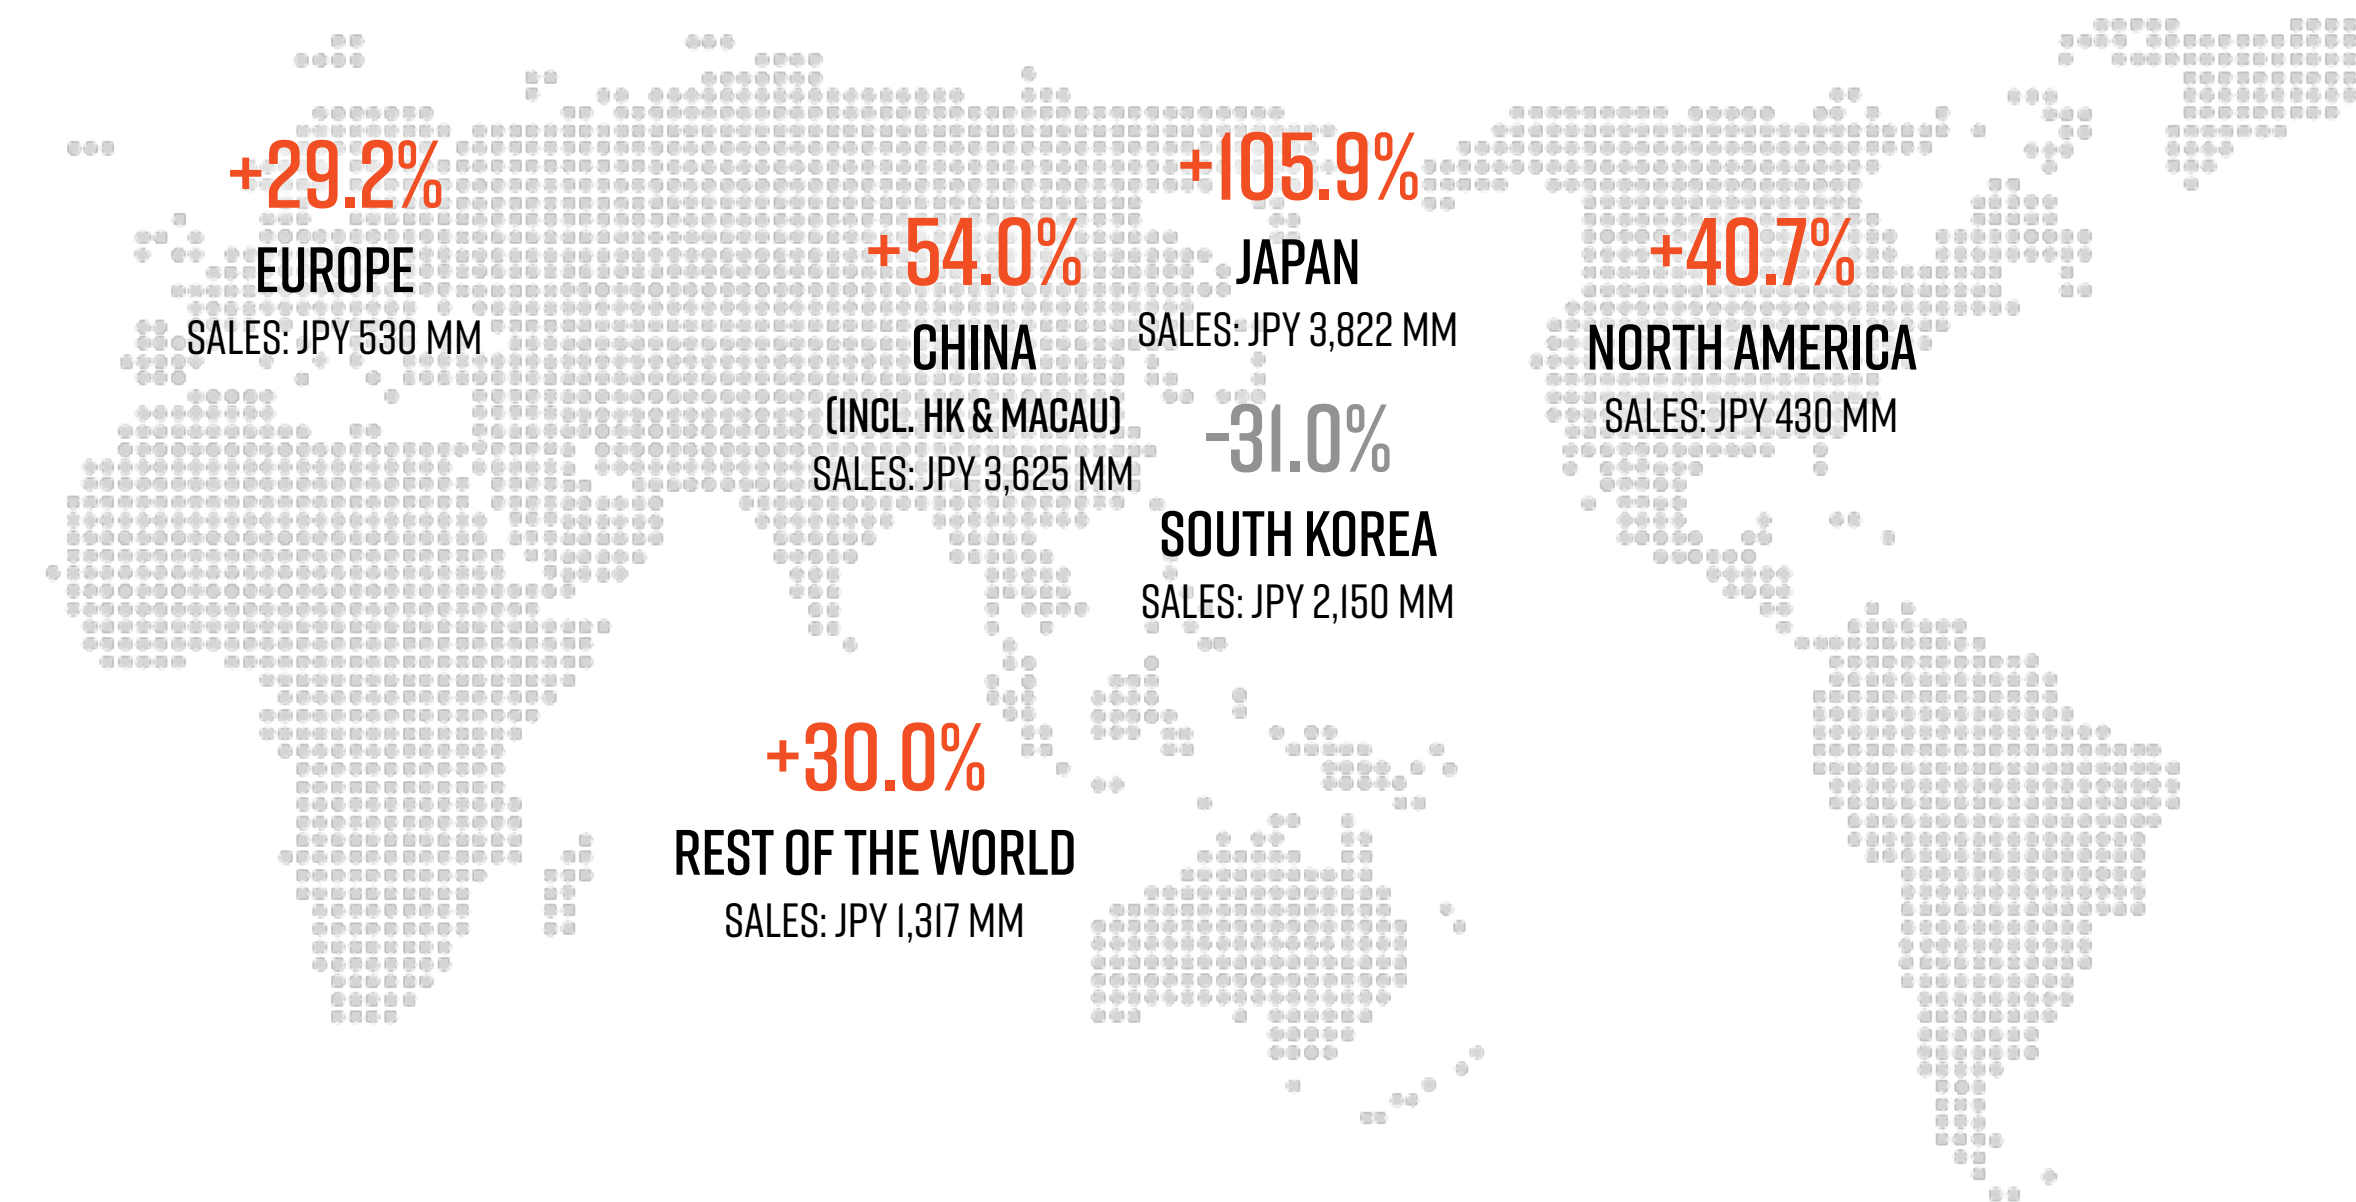 +29.2%
EUROPE
SALES: JPY 530 MM
+54.0%
CHINA
(INCL. HK & MACAU)
SALES: JPY 3,625 MM
+105.9%
JAPAN
SALES: JPY 3,822 MM
-31.0%
SOUTH KOREA
SALES: JPY 2,150 MM
+40.7%
NORTH AMERICA
SALES: JPY 430 MM
+30.0%
REST OF THE WORLD
SALES: JPY 1,317 MM